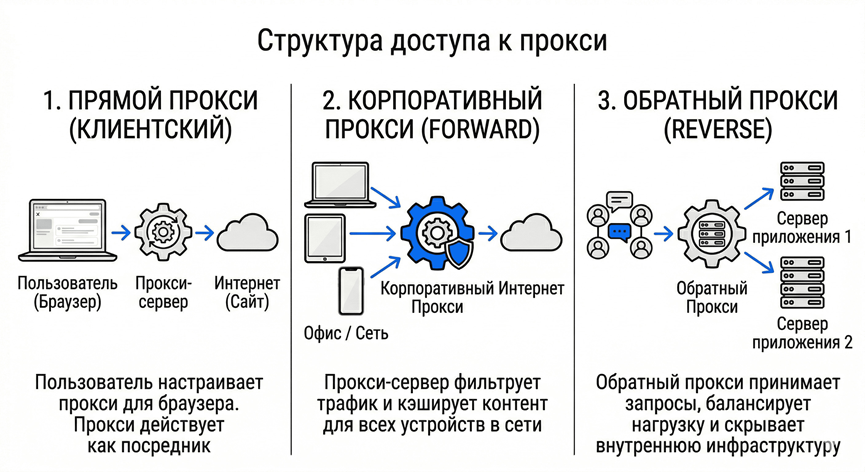 Структура доступа к прокси
1. ПРЯМОЙ ПРОКСИ
(КЛИЕНТСКИЙ)
Пользователь
(Браузер)
Прокси-
сервер
Интернет
(Сайт)
Пользователь настраивает
прокси для браузера.
Прокси действует
как посредник
2. КОРПОРАТИВНЫЙ
ПРОКСИ (FORWARD)
Офис / Сеть
Корпоративный
Прокси
Интернет
Прокси-сервер фильтрует
трафик и кэширует контент
для всех устройств в сети
3. ОБРАТНЫЙ ПРОКСИ
(REVERSE)
Обратный
Прокси
Сервер
приложения 1
Сервер
приложения 2
Обратный прокси принимает
запросы, балансирует
нагрузку и скрывает
внутреннюю инфраструктуру